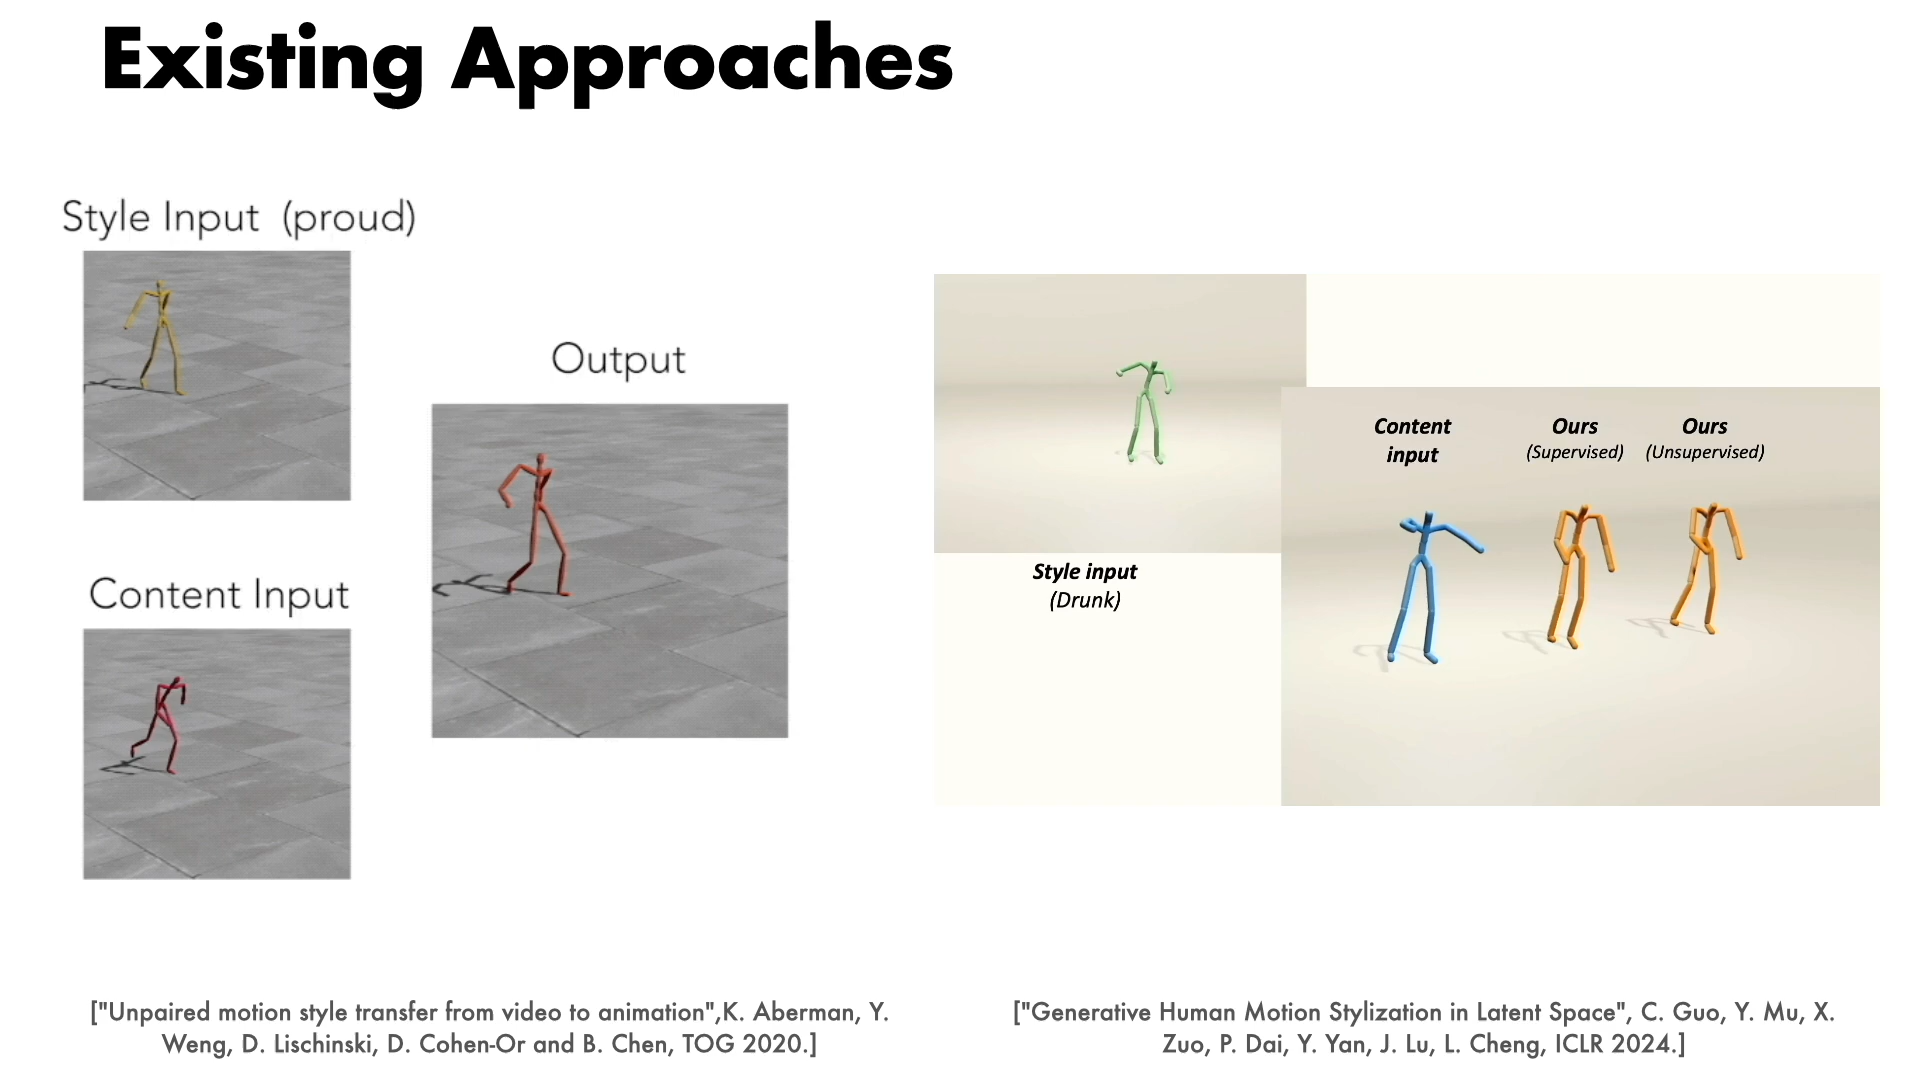 Existing Approaches
Style Input (proud)
Output
Content Input
Content
input
Ours
(Supervised)
Ours
(Unsupervised)
Style input
(Drunk)
["Unpaired motion style transfer from video to animation",K. Aberman, Y.
Weng, D. Lischinski, D. Cohen-Or and B. Chen, TOG 2020.]
["Generative Human Motion Stylization in Latent Space", C. Guo, Y. Mu, X.
Zuo, P. Dai, Y. Yan, J. Lu, L. Cheng, ICLR 2024.]